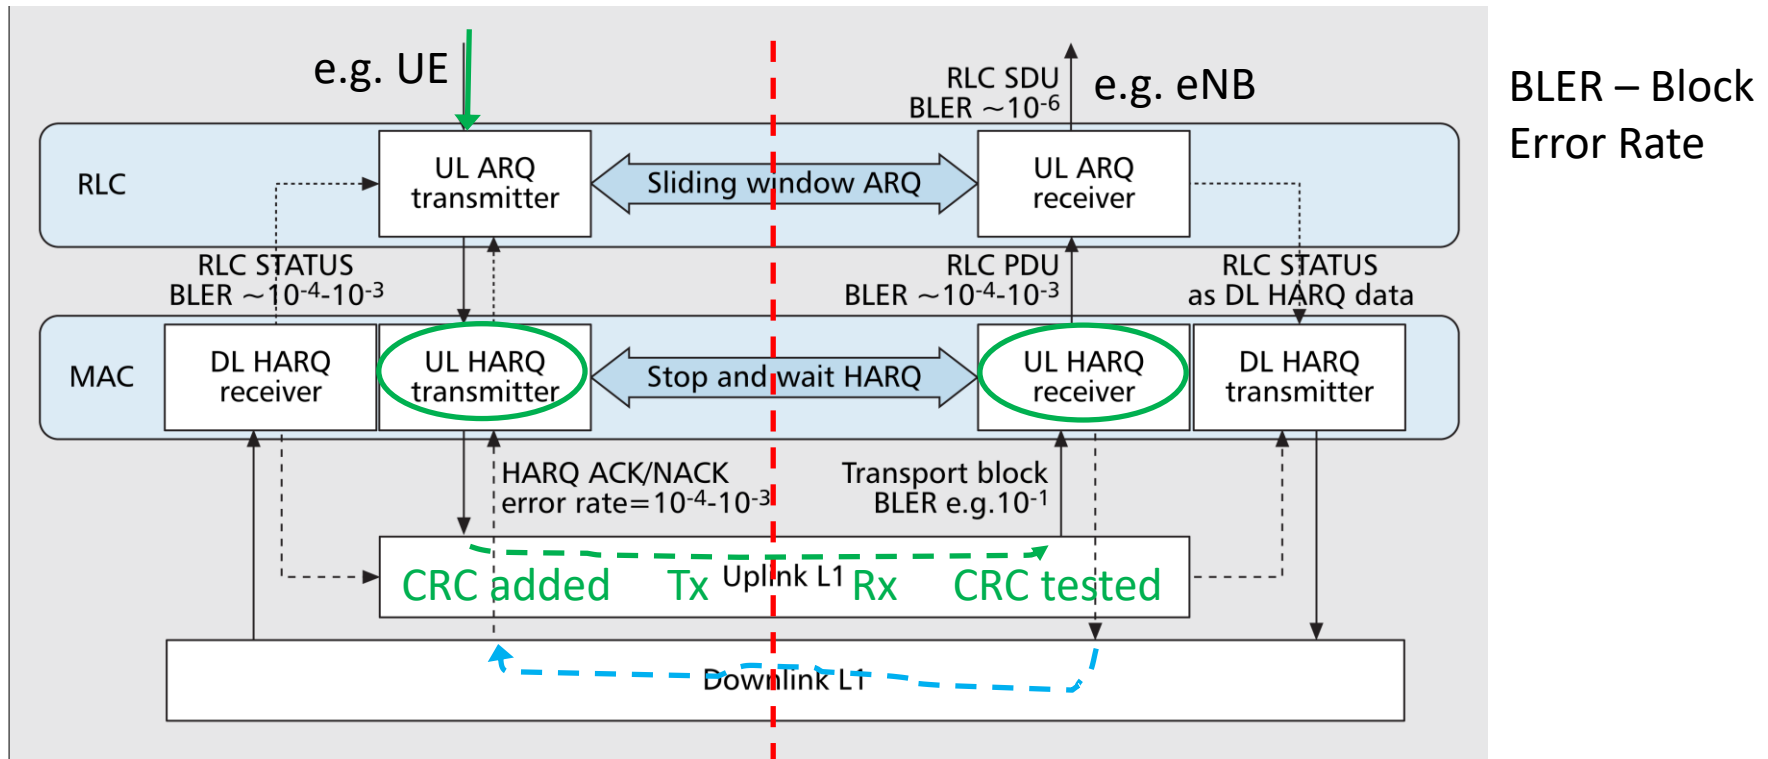 e.g. UE
RLC SDU
BLER ~10-6
e.g. eNB
BLER – Block
Error Rate
RLC
UL ARQ
transmitter
Sliding window ARQ
UL ARQ
receiver
RLC STATUS
BLER ~10-4-10-3
RLC PDU
BLER ~10-4-10-3
RLC STATUS
as DL HARQ data
MAC
DL HARQ
receiver
UL HARQ
transmitter
Stop and wait HARQ
UL HARQ
receiver
DL HARQ
transmitter
HARQ ACK/NACK
error rate=10-4-10-3
Transport block
BLER e.g.10-1
CRC added
Tx
Uplink L1
Rx
CRC tested
Downlink L1